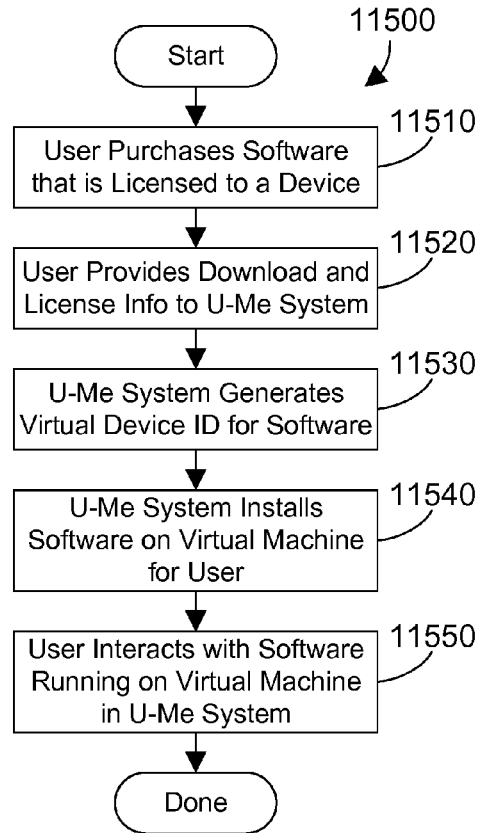 11500
Start
11510
User Purchases Software
that is Licensed to a Device
11520
User Provides Download and
License Info to U-Me System
11530
U-Me System Generates
Virtual Device ID for Software
11540
U-Me System Installs
Software on Virtual Machine
for User
11550
User Interacts with Software
Running on Virtual Machine
in U-Me System
Done